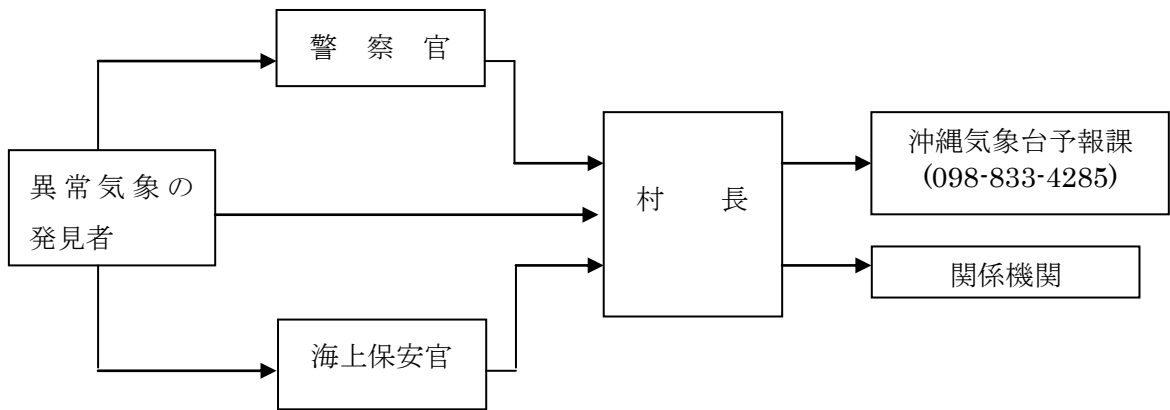 警 察 官
異常気象の
発見者
海上保安官
村 長
沖縄気象台予報課
(098-833-4285)
関係機関